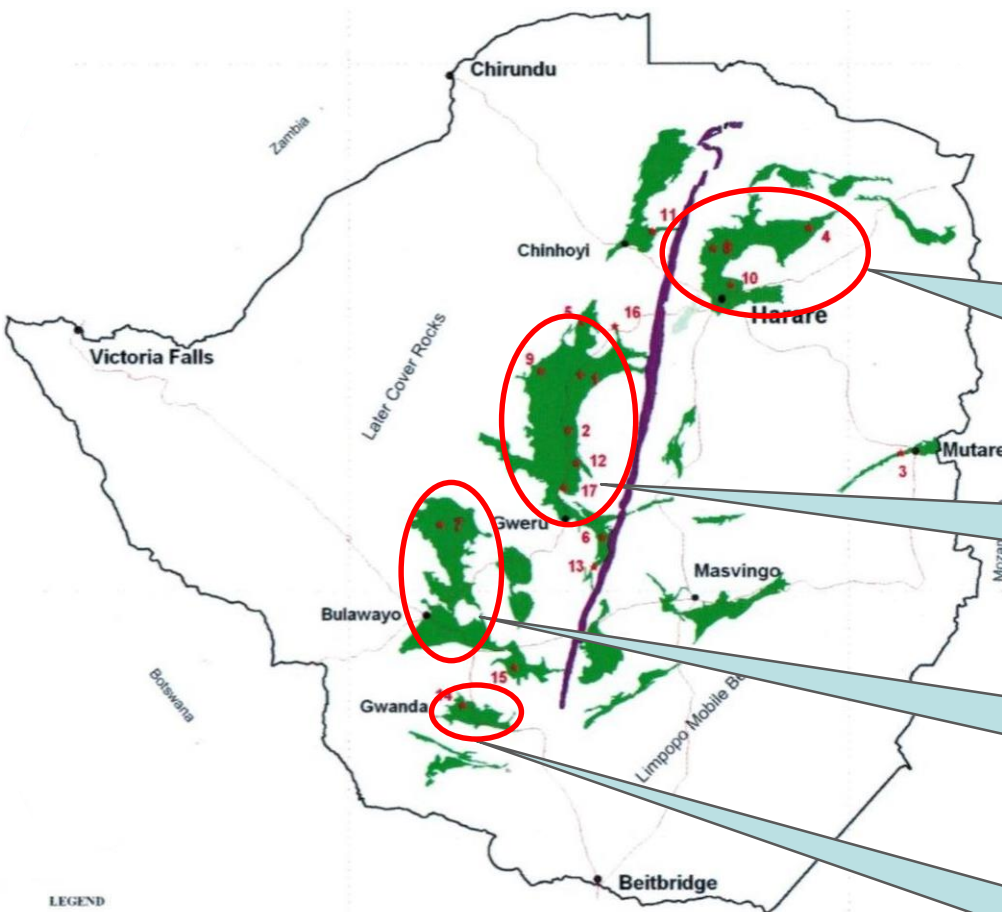 Chirundu
Zambia
11
Chinhoyi
8
4
10
Harare
5
16
Victoria Falls
Later Cover Rocks
9
1
2
12
Mutare
3
17
Gweru
6
13
Masvingo
Bulawayo
15
Botswana
Gwanda
14
Limpopo Mobile Be
Beitbridge
LEGEND